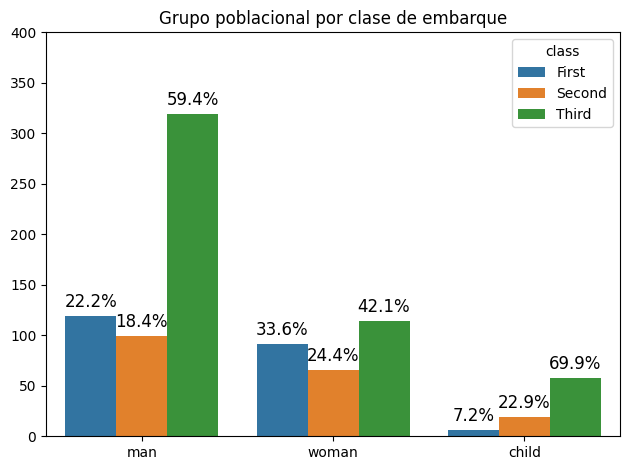 Grupo poblacional por clase de embarque
400
350
300
250
200
150
100
50
0
class
First
Second
Third
22.2%
18.4%
59.4%
33.6%
24.4%
42.1%
7.2%
22.9%
69.9%
man
woman
child